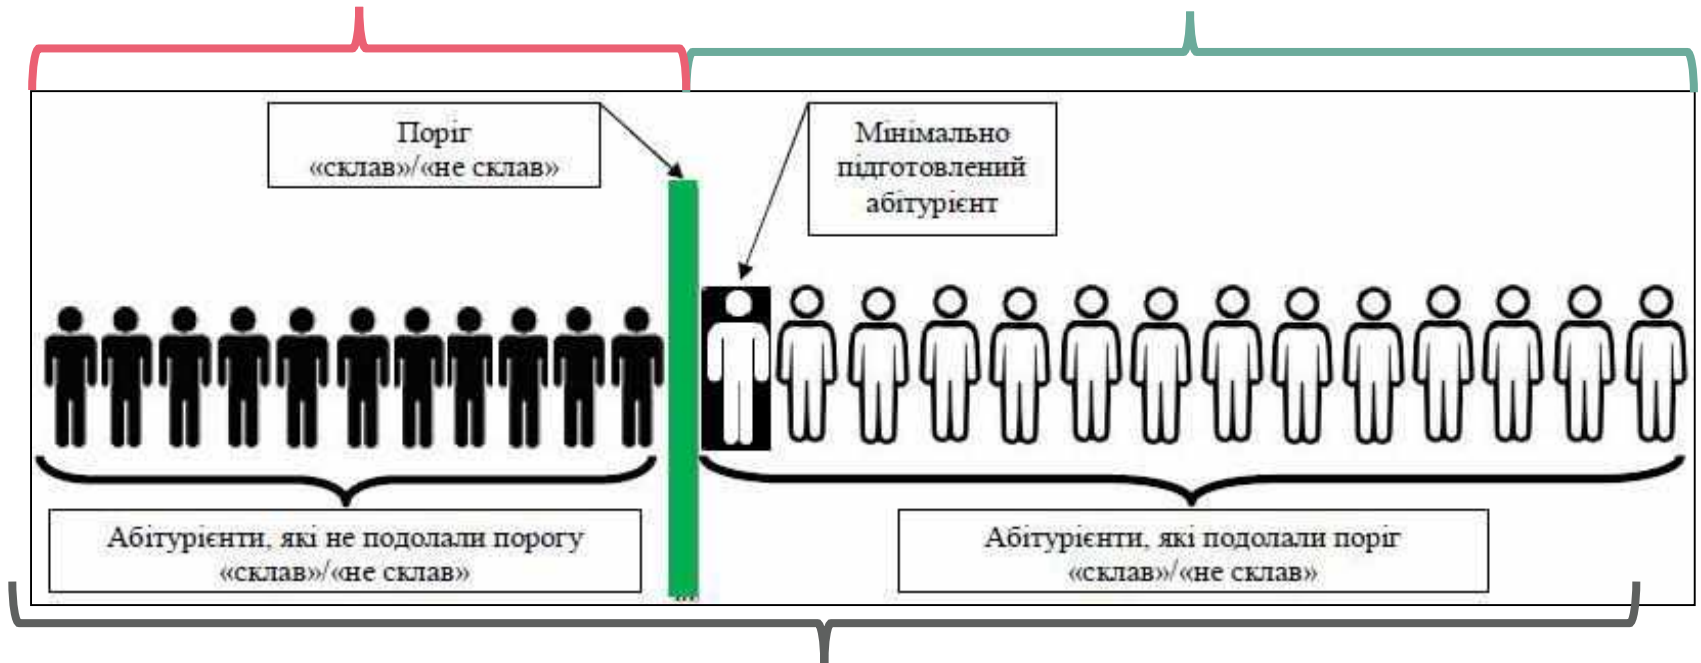 Поріг
«склав»/«не склав»
Мінімально
підготовлений
абітурієнт
Абітурієнти, які не подолали порогу
«склав»/«не склав»
Абітурієнти, які подолали поріг
«склав»/«не склав»